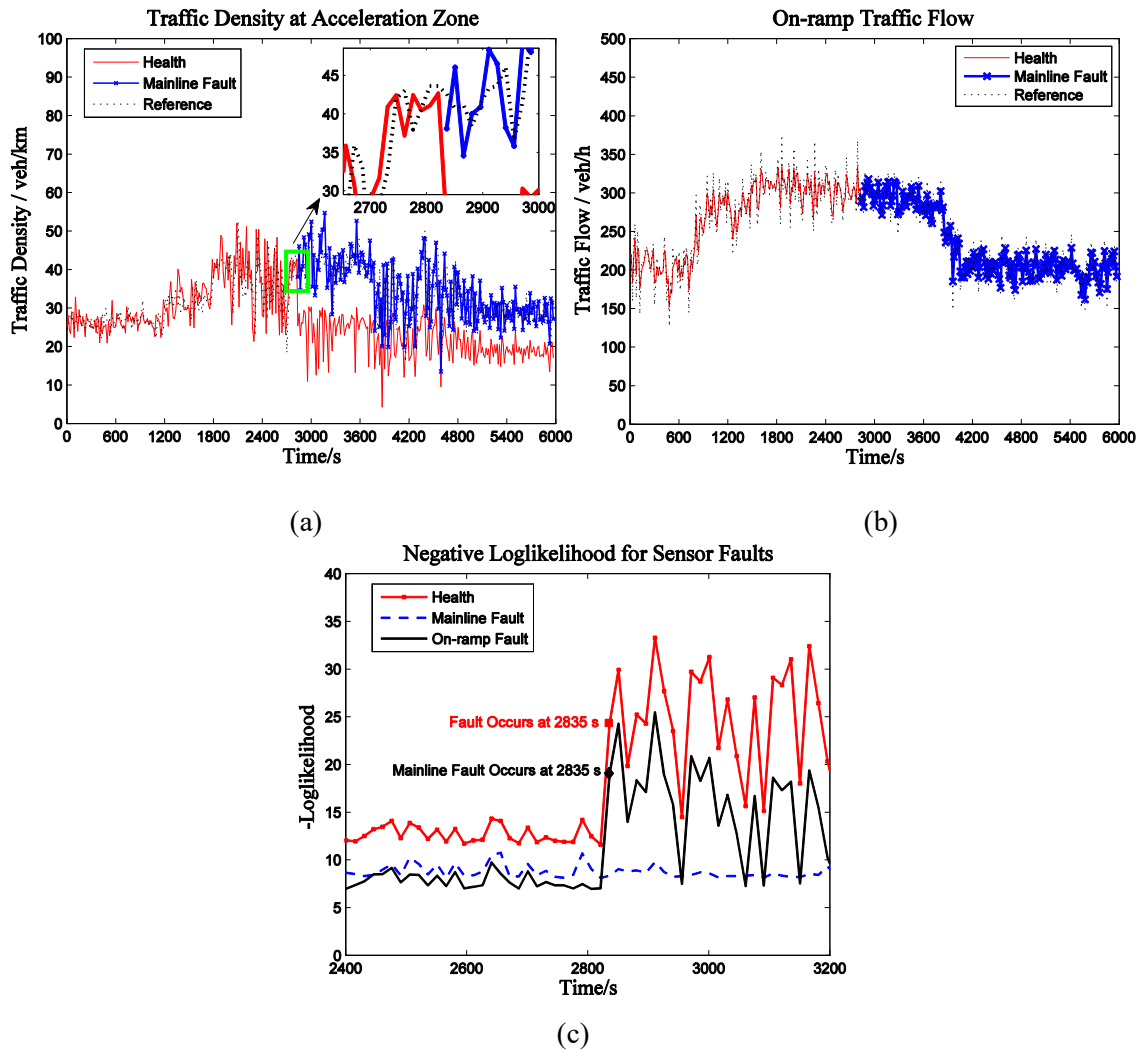 Traffic Density at Acceleration Zone
Traffic Density / veh/km
100
90
80
70
60
50
40
30
20
10
0
Health
Mainline Fault
Reference
45
40
35
30
2700 2800 2900 3000
0 600 1200 1800 2400 3000 3600 4200 4800 5400 6000
Time/s
(a)
On-ramp Traffic Flow
Traffic Flow / veh/h
500
450
400
350
300
250
200
150
100
50
0
Health
Mainline Fault
Reference
0 600 1200 1800 2400 3000 3600 4200 4800 5400 6000
Time/s
(b)
Negative Loglikelihood for Sensor Faults
-Loglikelihood
40
35
30
25
20
15
10
5
0
Health
Mainline Fault
On-ramp Fault
Fault Occurs at 2835 s
Mainline Fault Occurs at 2835 s
2400 2600 2800 3000 3200
Time/s
(c)